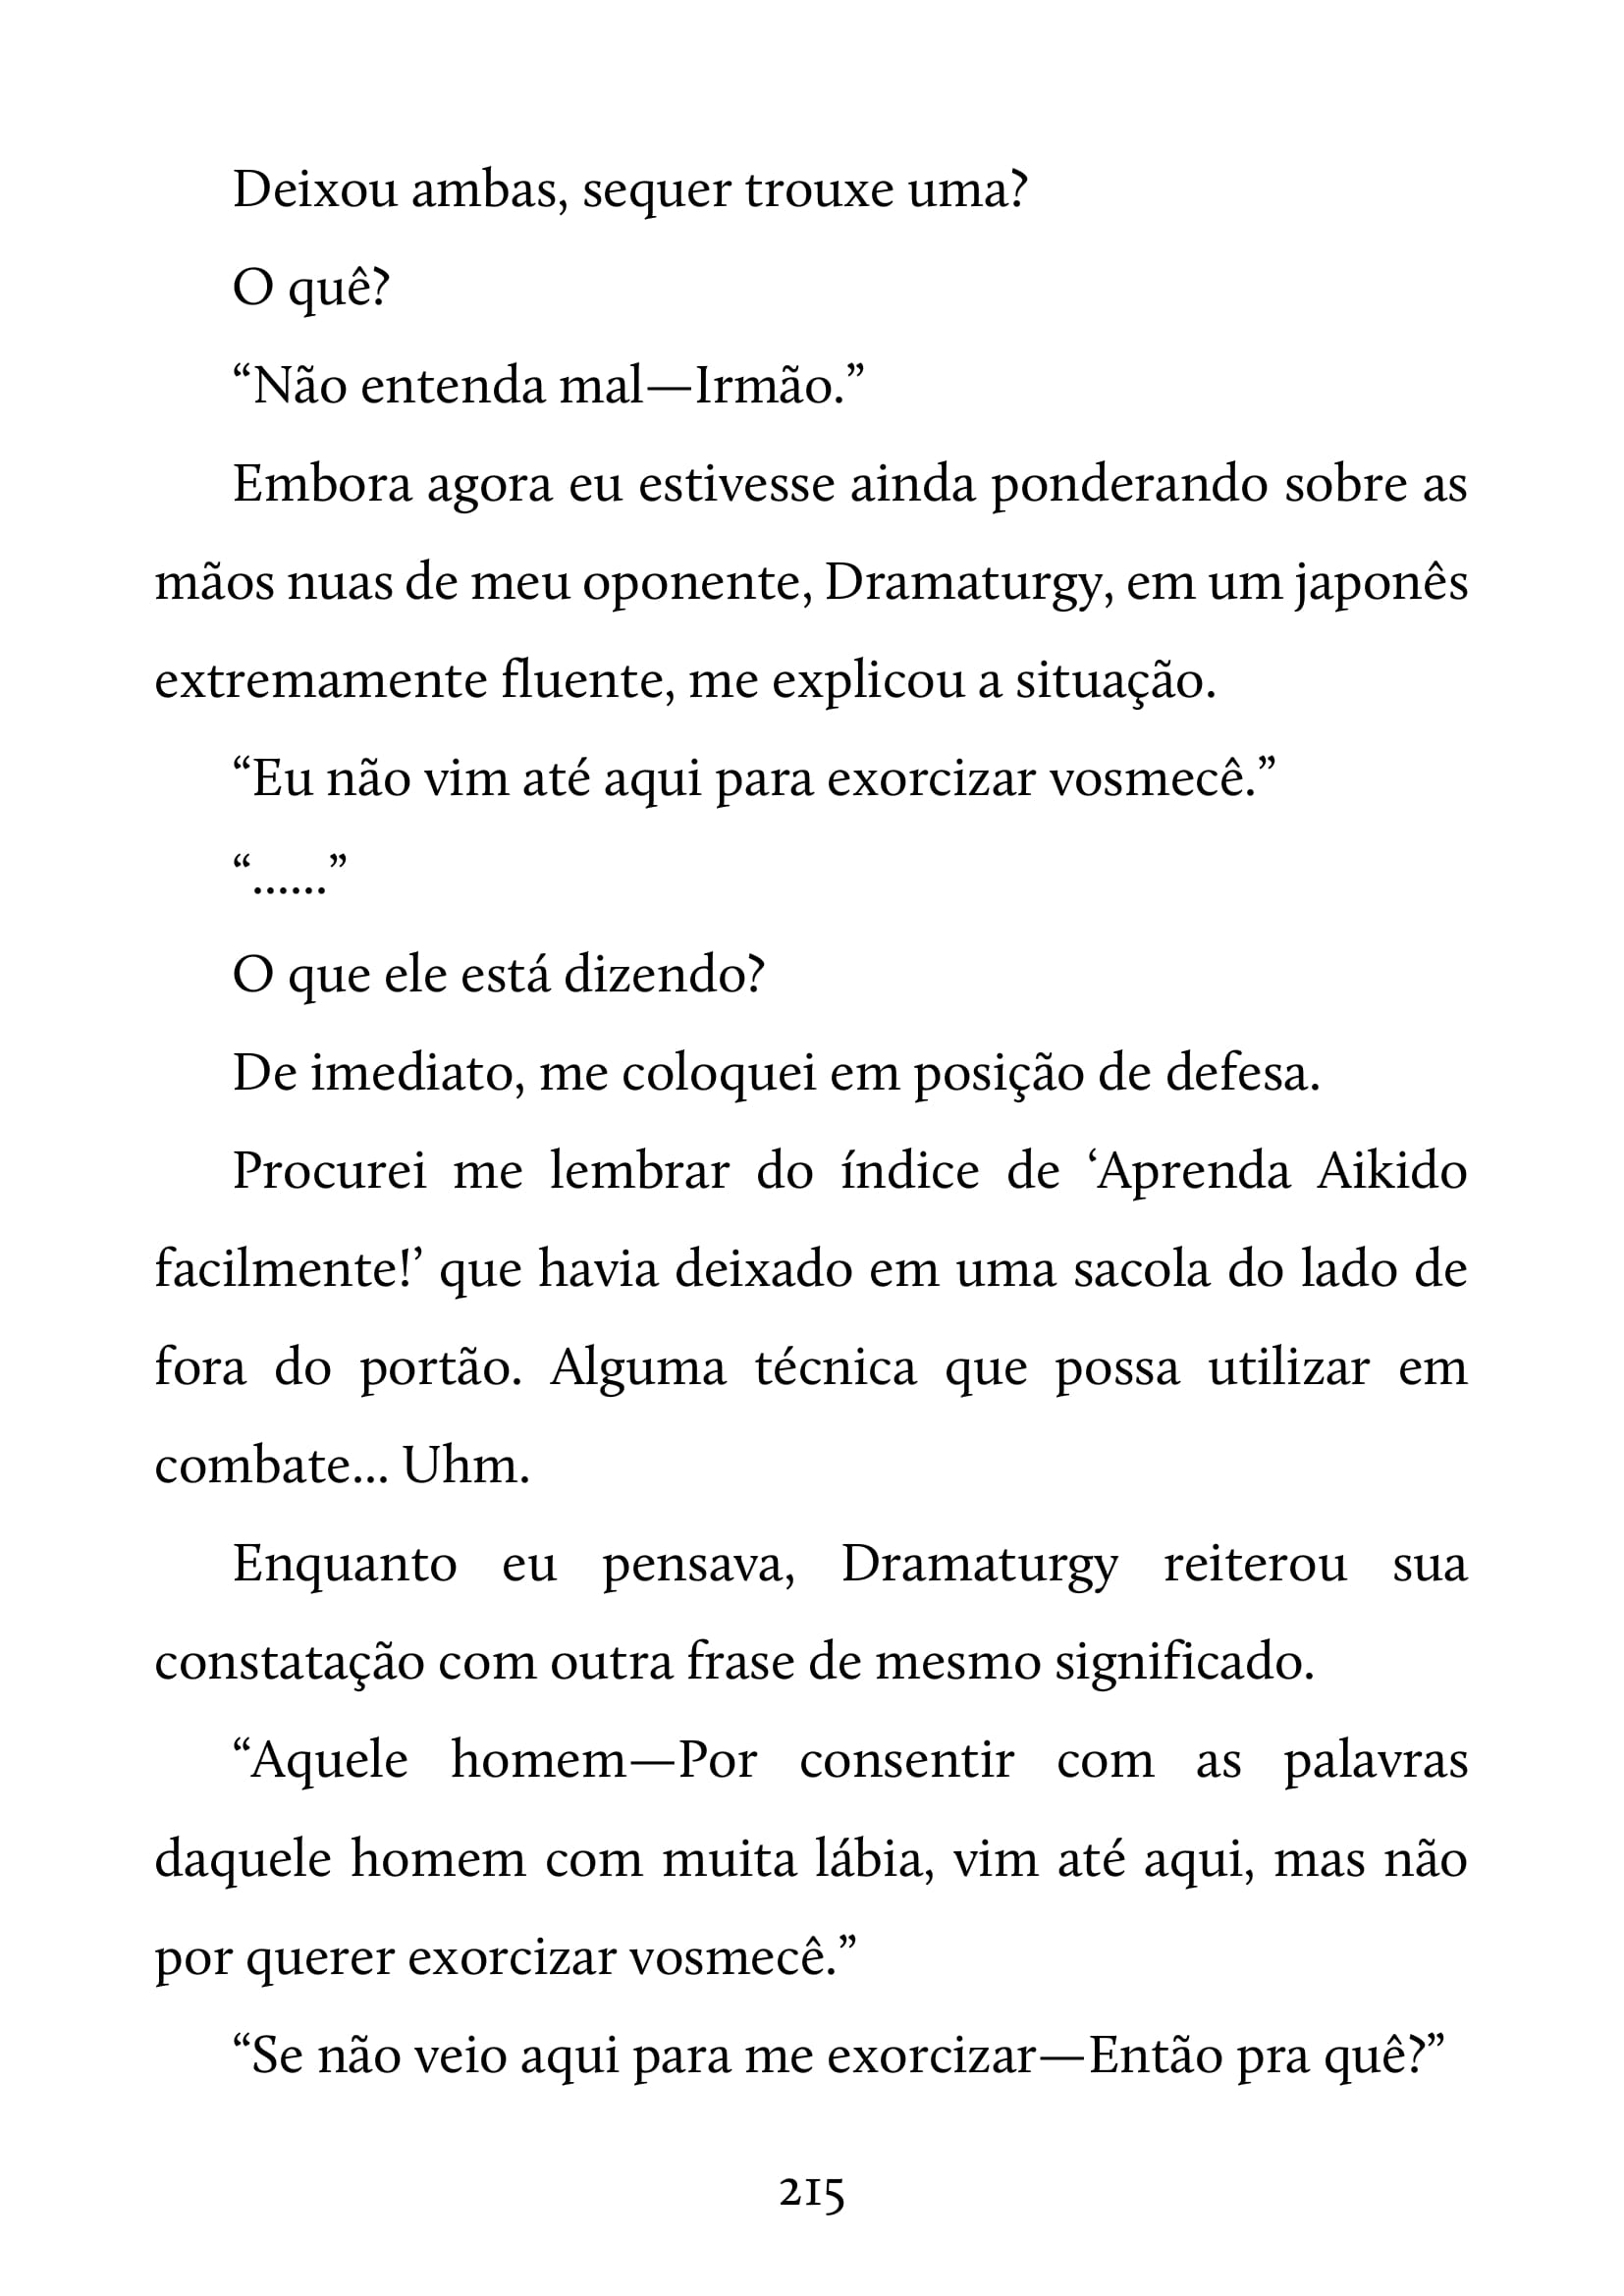 Deixou ambas, sequer trouxe uma?
O quê?
“Não entenda mal—Irmão.”
Embora agora eu estivesse ainda ponderando sobre as
mãos nuas de meu oponente, Dramaturgy, em um japonês
extremamente fluente, me explicou a situação.
“Eu não vim até aqui para exorcizar vosmecê.”
“......”
O que ele está dizendo?
De imediato, me coloquei em posição de defesa.
Procurei me lembrar do índice de ‘Aprenda Aikido
facilmente!’ que havia deixado em uma sacola do lado de
fora do portão. Alguma técnica que possa utilizar em
combate... Uhm.
Enquanto eu pensava, Dramaturgy reiterou sua
constatação com outra frase de mesmo significado.
“Aquele homem—Por consentir com as palavras
daquele homem com muita lábia, vim até aqui, mas não
por querer exorcizar vosmecê.”
“Se não veio aqui para me exorcizar—Então pra quê?”
215